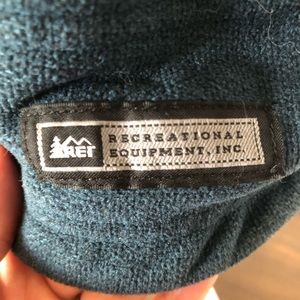 REI
RECREATIONAL
EQUIPMENT, INC.